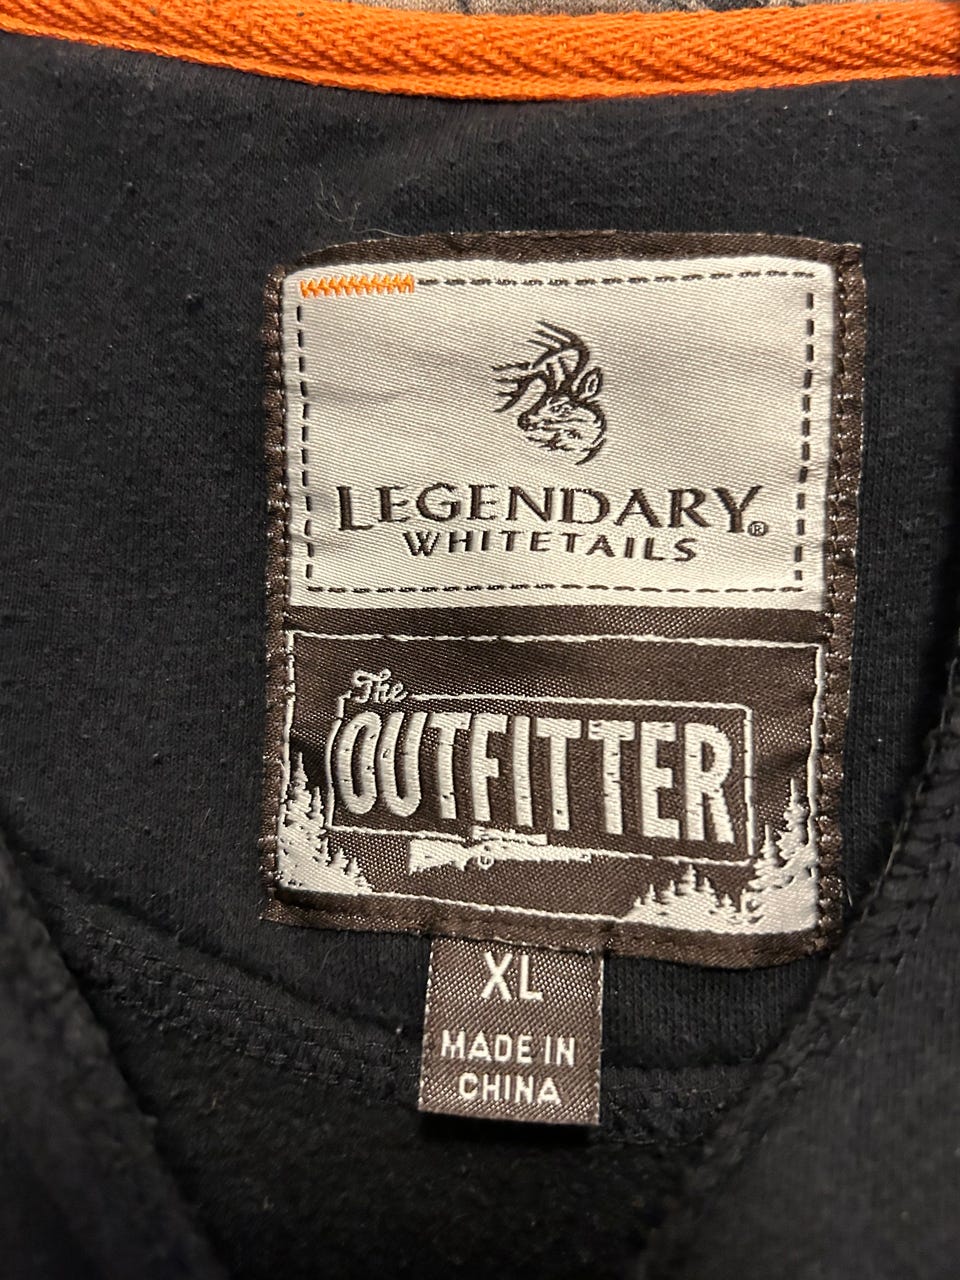 LEGENDARY®
WHITETAILS
The
OUTFITTER
XL
MADE IN
CHINA